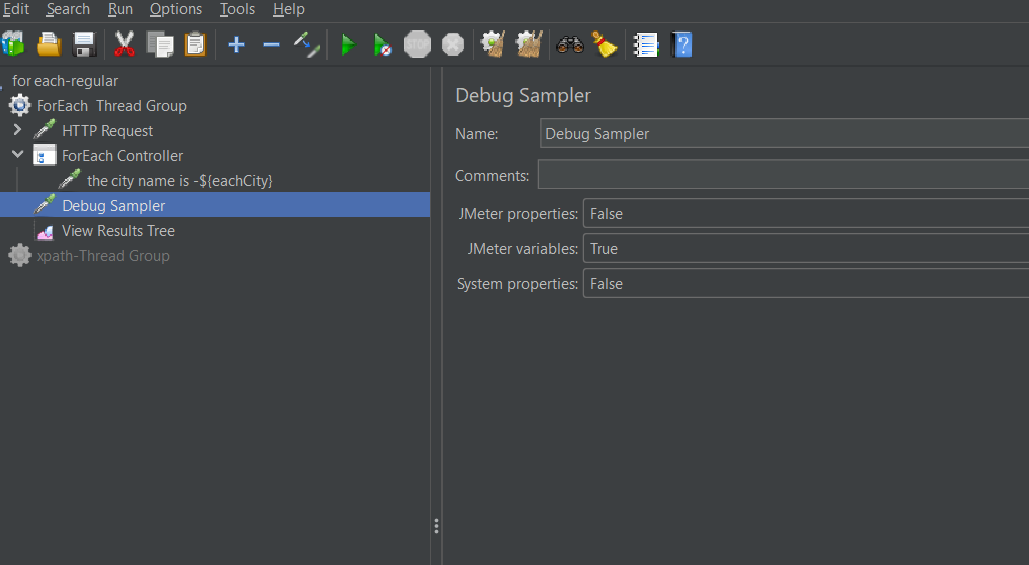 Edit Search Run Options Tools Help
STOP
for each-regular
ForEach Thread Group
HTTP Request
ForEach Controller
the city name is -${eachCity}
Debug Sampler
View Results Tree
xpath-Thread Group
Debug Sampler
Name: Debug Sampler
Comments:
JMeter properties: False
JMeter variables: True
System properties: False